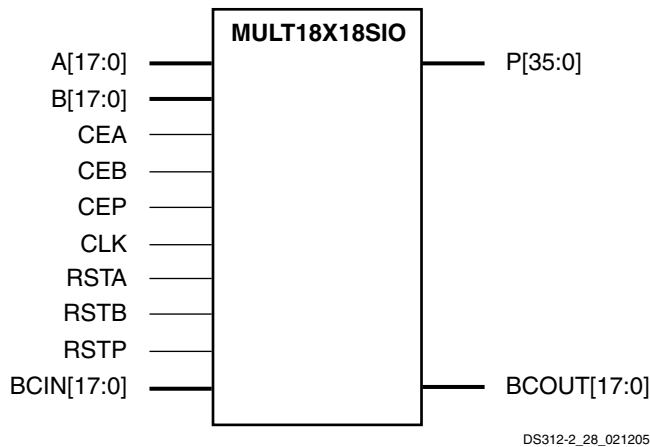 MULT18X18SIO
A[17:0]
P[35:0]
B[17:0]
CEA
CEB
CEP
CLK
RSTA
RSTB
RSTP
BCIN[17:0]
BCOUT[17:0]
DS312-2_28_021205